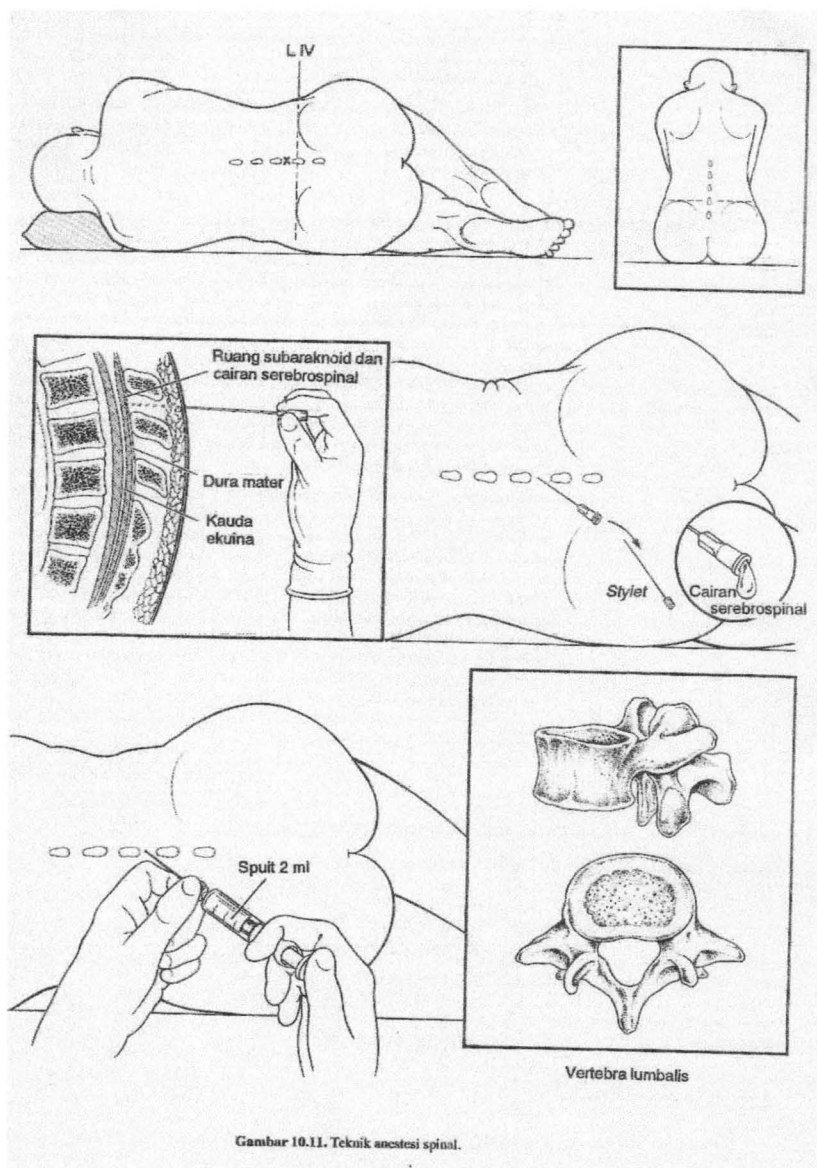 L IV
Ruang subaraknoid dan
cairan serebrospinal
Dura mater
Kauda
ekuina
Stylet
Cairan
serebrospinal
Spuit 2 ml
Vertebra lumbalis
Gambar 10.11. Teknik anestesi spinal.